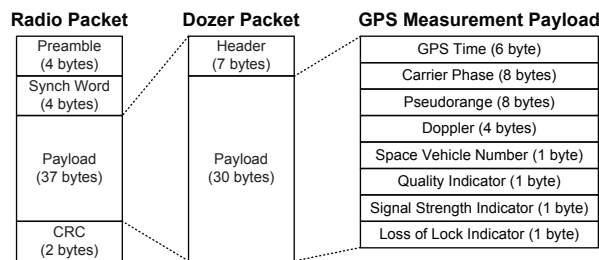 Radio Packet
Preamble
(4 bytes)
Synch Word
(4 bytes)
Payload
(37 bytes)
CRC
(2 bytes)
Dozer Packet
Header
(7 bytes)
Payload
(30 bytes)
GPS Measurement Payload
GPS Time (6 byte)
Carrier Phase (8 bytes)
Pseudorange (8 bytes)
Doppler (4 bytes)
Space Vehicle Number (1 byte)
Quality Indicator (1 byte)
Signal Strength Indicator (1 byte)
Loss of Lock Indicator (1 byte)